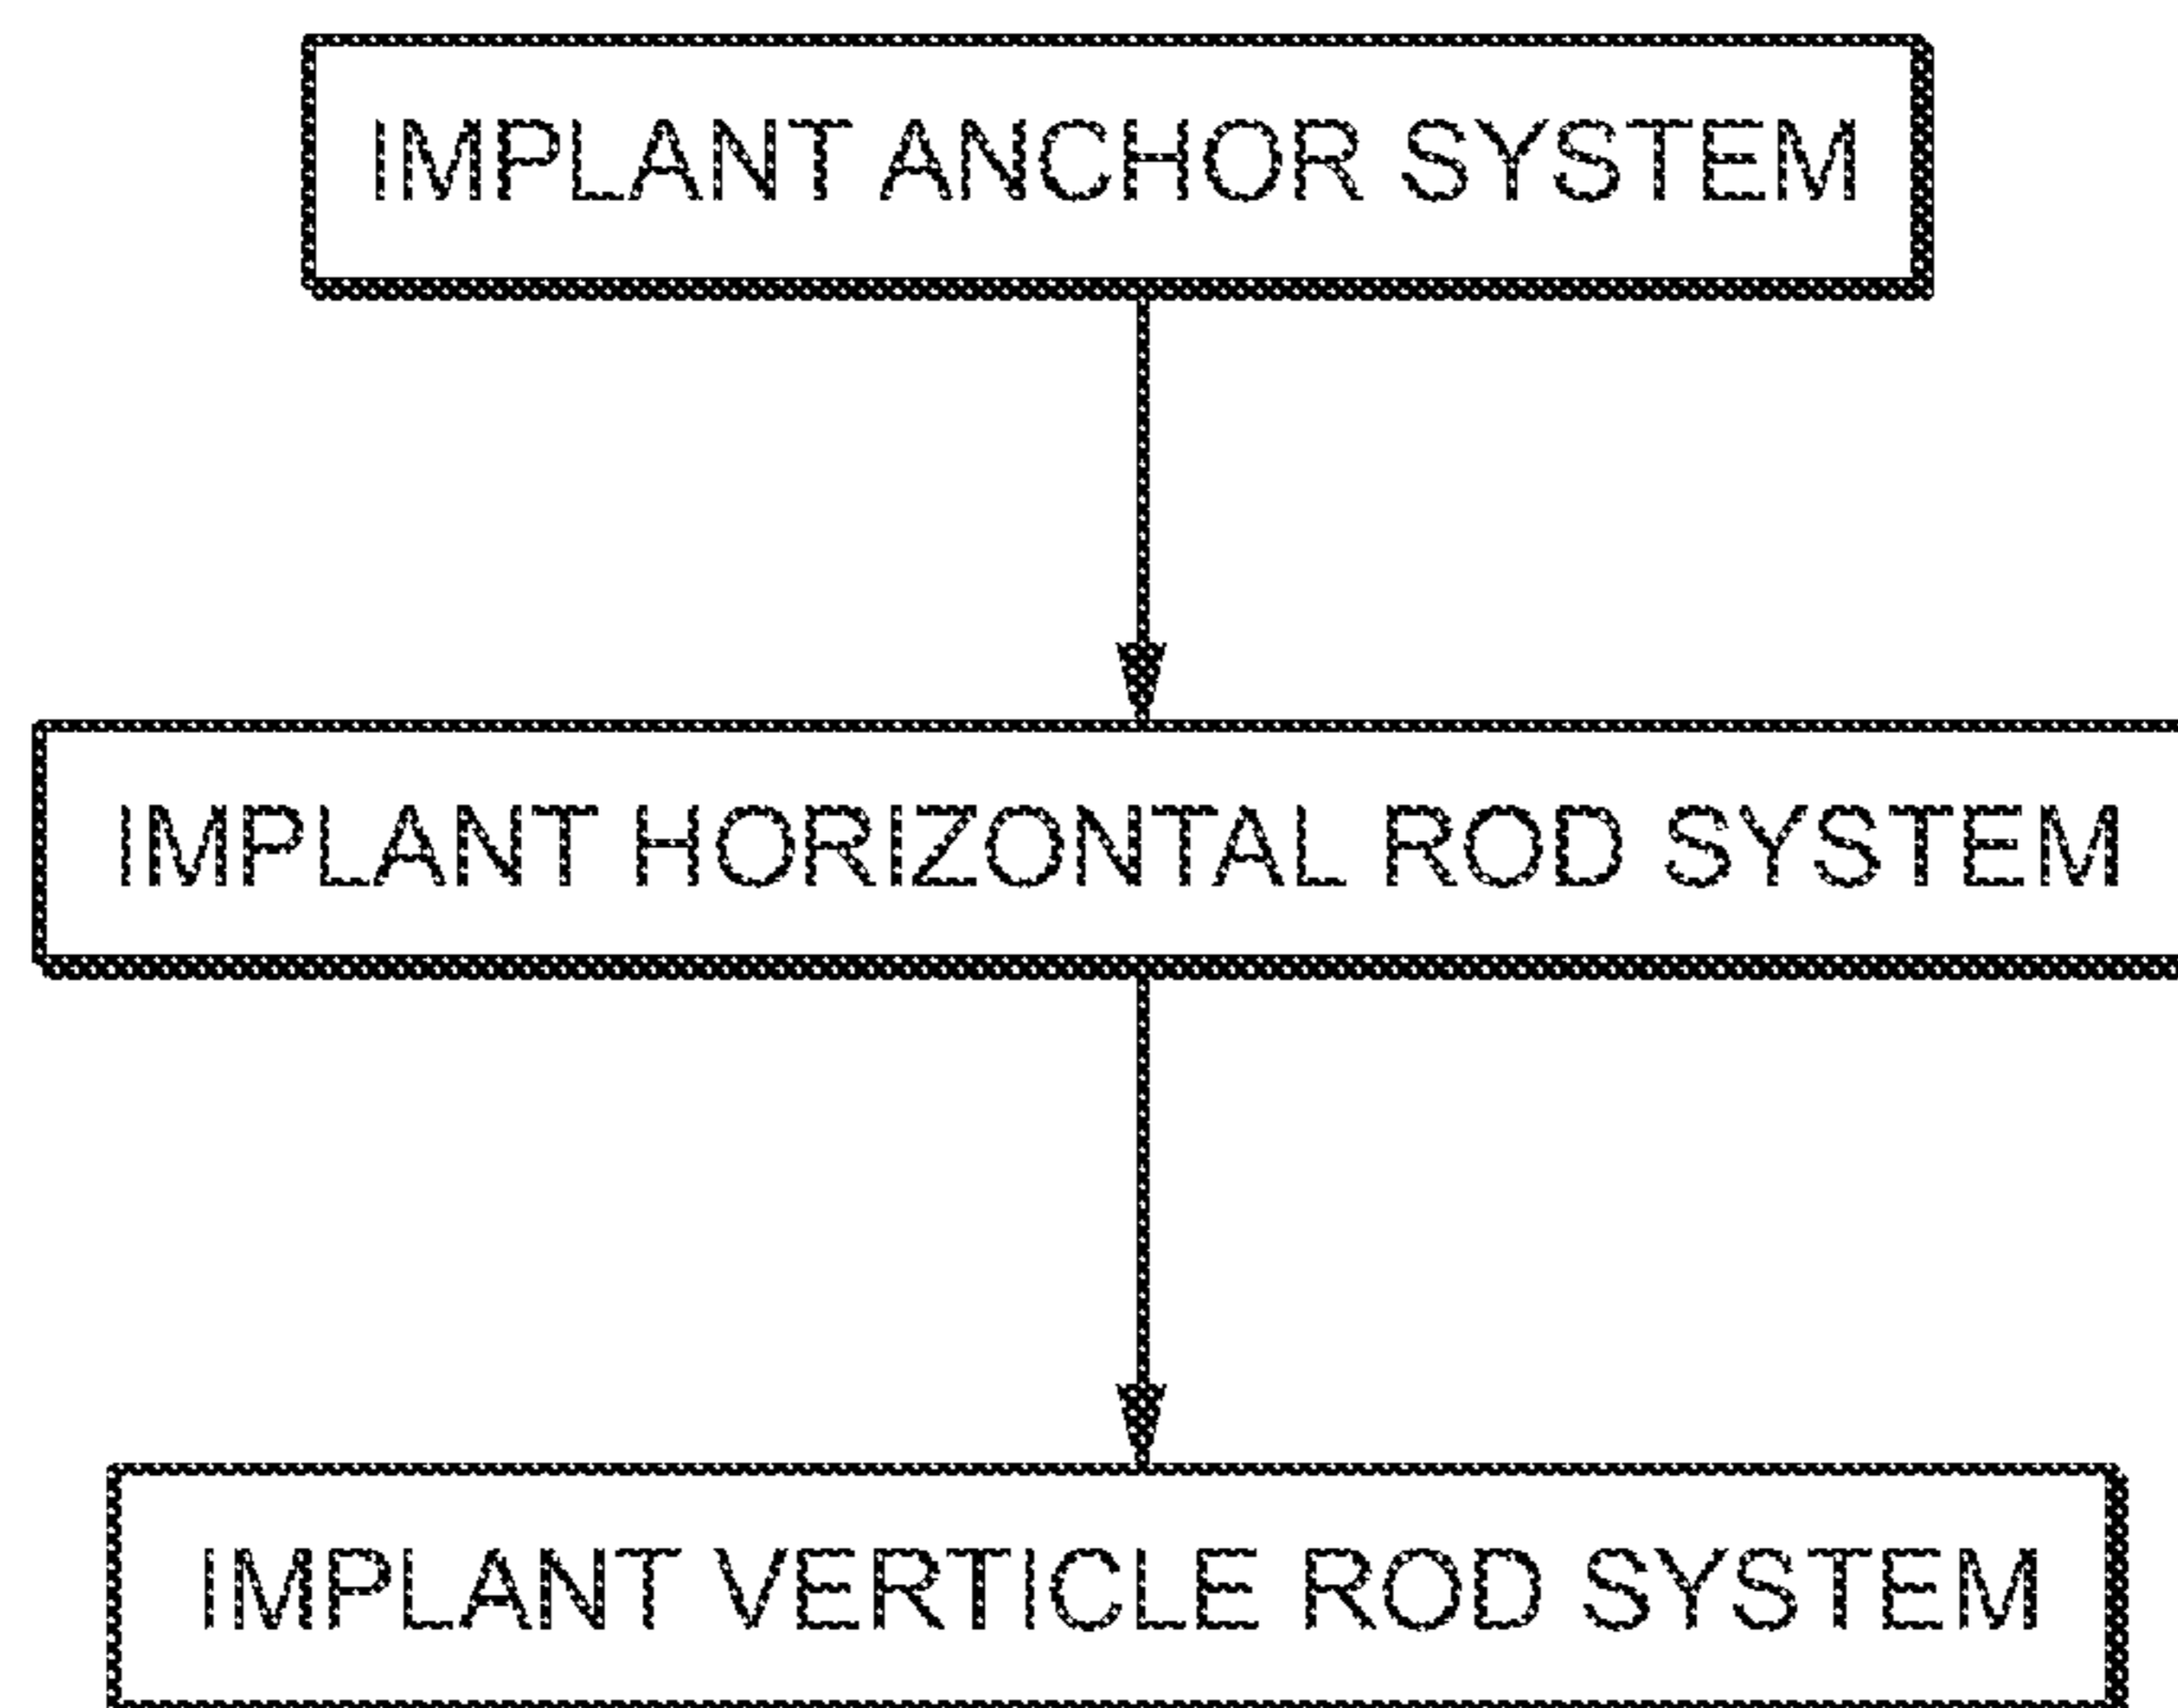 IMPLANT ANCHOR SYSTEM
IMPLANT HORIZONTAL ROD SYSTEM
IMPLANT VERTICLE ROD SYSTEM